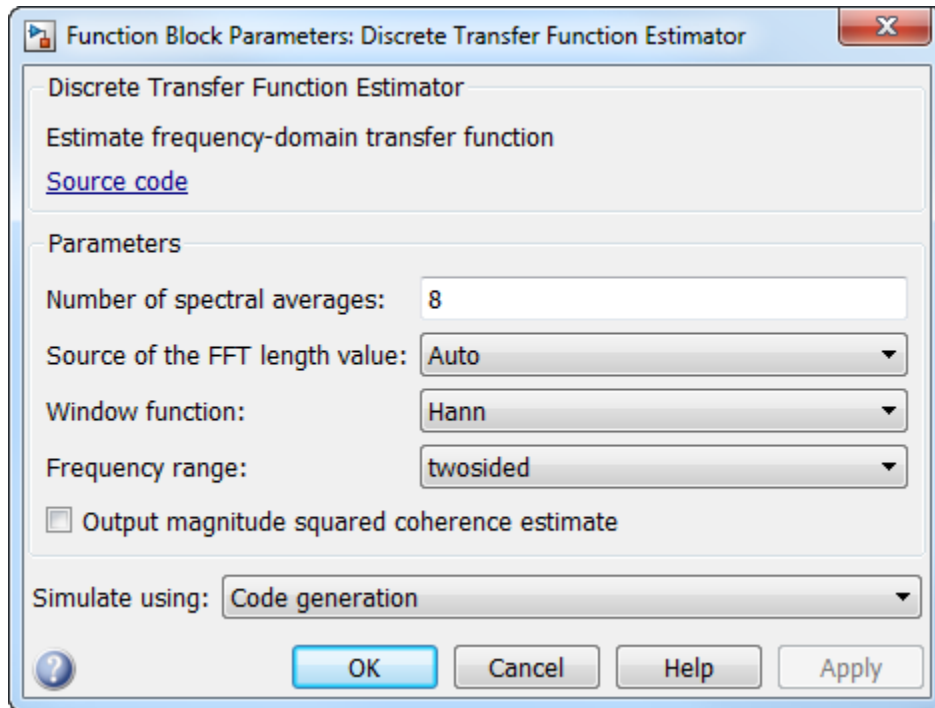 Function Block Parameters: Discrete Transfer Function Estimator
Discrete Transfer Function Estimator
Estimate frequency-domain transfer function
Source code
Parameters
Number of spectral averages: 8
Source of the FFT length value: Auto
Window function: Hann
Frequency range: twosided
Output magnitude squared coherence estimate
Simulate using: Code generation
? OK Cancel Help Apply